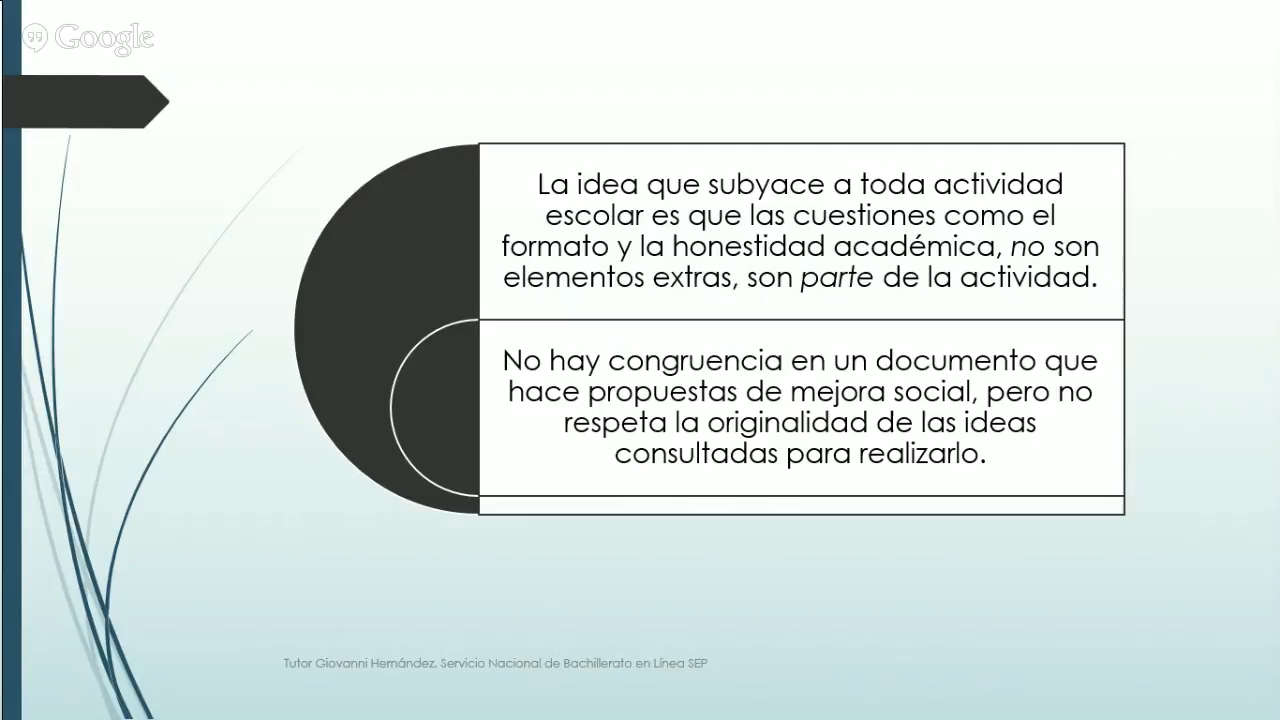 Google
La idea que subyace a toda actividad
escolar es que las cuestiones como el
formato y la honestidad académica, no son
elementos extras, son parte de la actividad.
No hay congruencia en un documento que
hace propuestas de mejora social, pero no
respeta la originalidad de las ideas
consultadas para realizarlo.
Tutor Giovanni Hernández. Servicio Nacional de Bachillerato en Línea SEP